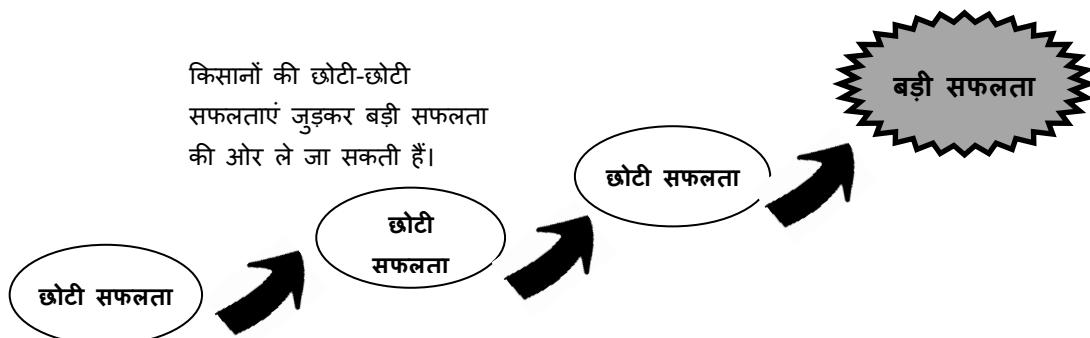 किसानों की छोटी-छोटी
सफलताएं जुड़कर बड़ी सफलता
की ओर ले जा सकती हैं।
बड़ी सफलता
छोटी सफलता
छोटी
सफलता
छोटी सफलता